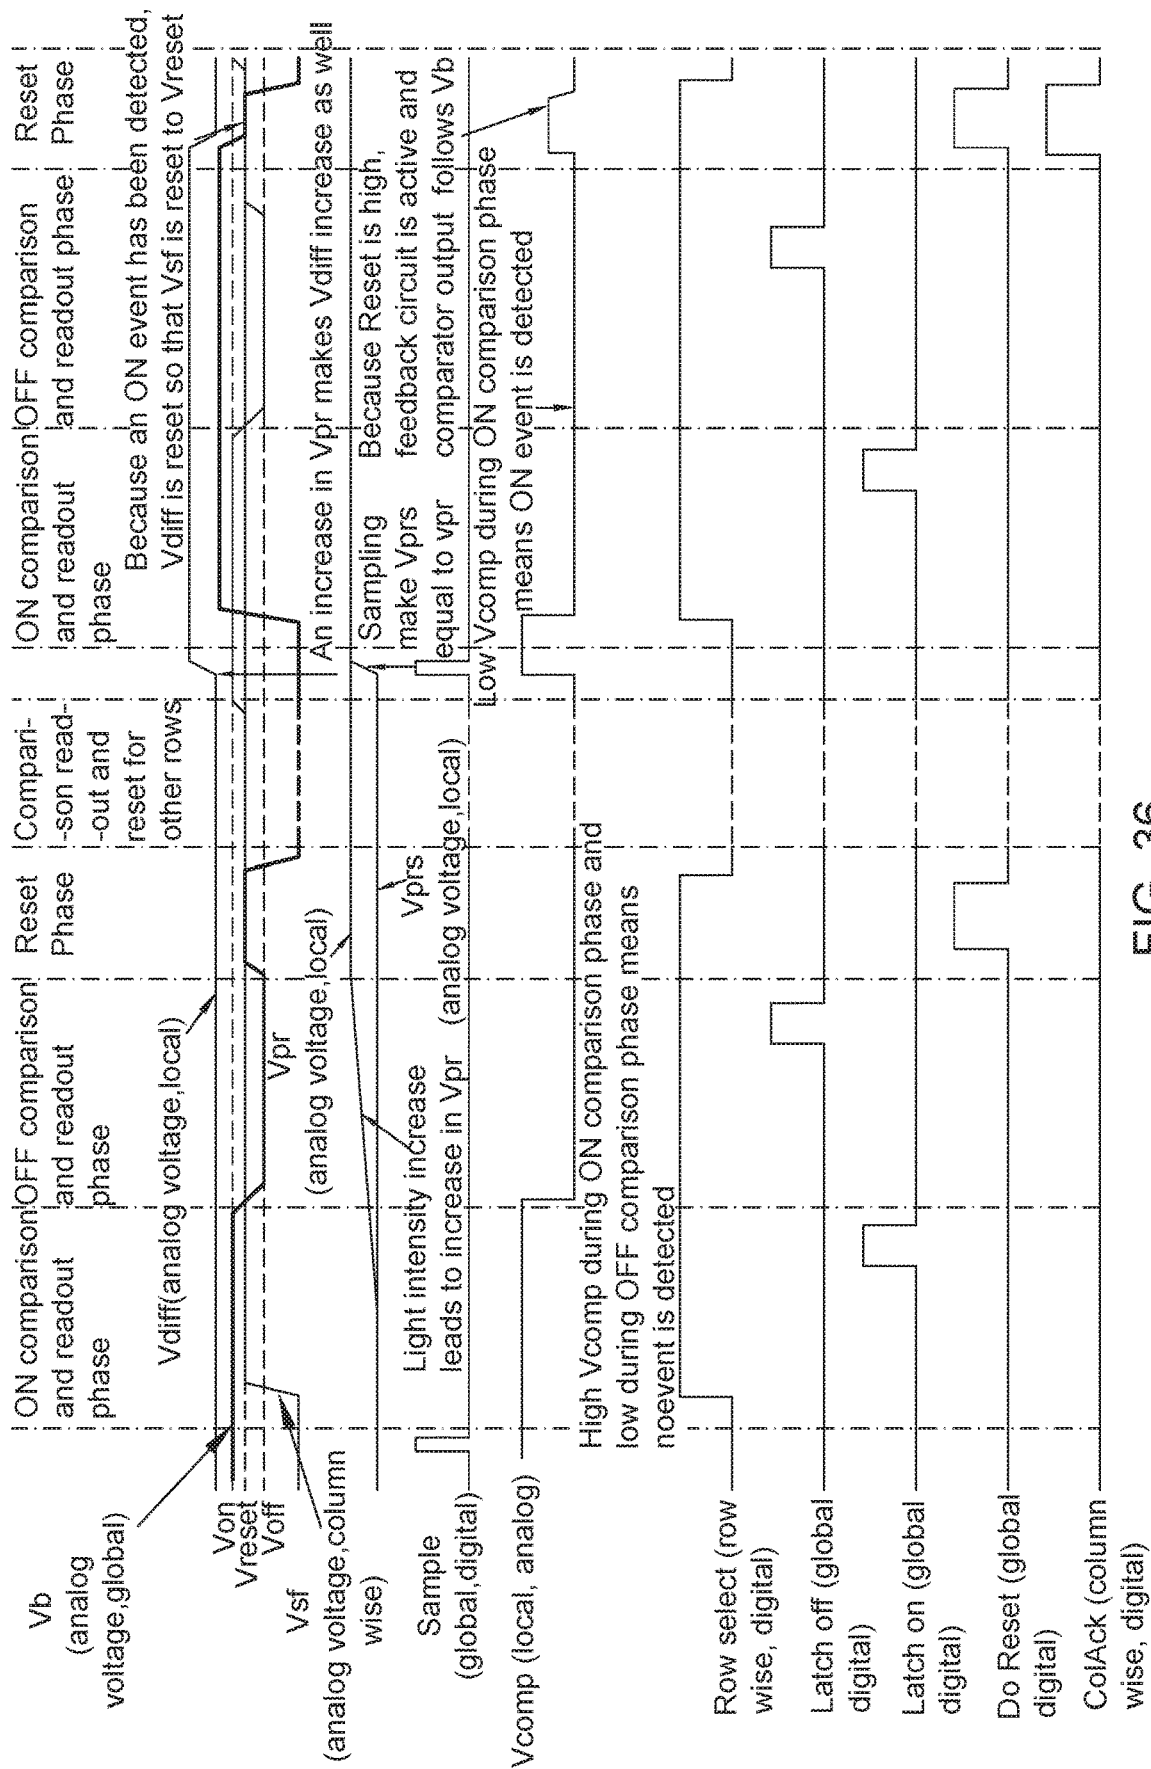 Vb
(analog
voltage,global)
ON comparison
and readout
phase
OFF comparison
and readout
phase
Reset
Phase
Compari-
-son read-
-out and
reset for
other rows
ON comparison
and readout
phase
OFF comparison
and readout phase
Reset
Phase
Because an ON event has been detected,
Vdiff is reset so that Vsf is reset to Vreset
Vdiff(analog voltage,local)
Von
Vreset
Voff
Vsf
(analog voltage,column
wise)
Vpr
(analog voltage,local)
An increase in Vpr makes Vdiff increase as well
Light intensity increase
leads to increase in Vpr
Vprs
(analog voltage,local)
Sampling
make Vprs
equal to vpr
Because Reset is high,
feedback circuit is active and
comparator output follows Vb
Sample
(global,digital)
Low Vcomp during ON comparison phase
means ON event is detected
Vcomp (local, analog)
High Vcomp during ON comparison phase and
low during OFF comparison phase means
noevent is detected
Row select (row
wise, digital)
Latch off (global
digital)
Latch on (global
digital)
Do Reset (global
digital)
ColAck (column
wise, digital)
FIG. 36